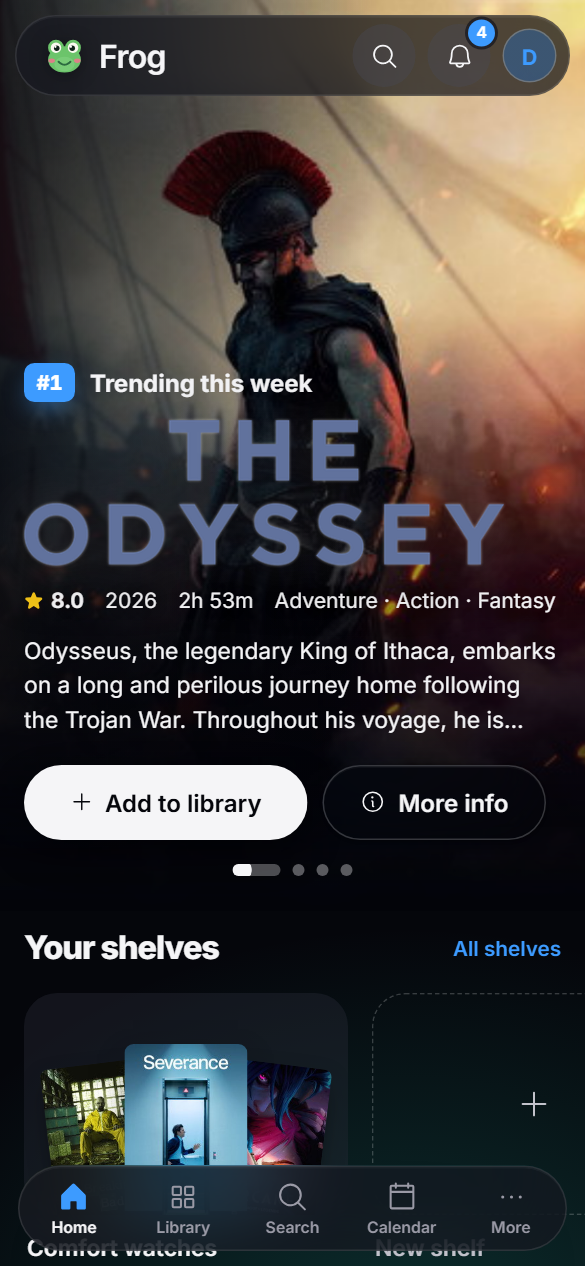 Frog
4
D
#1 Trending this week
THE
ODYSSEY
8.0 2026 2h 53m Adventure · Action · Fantasy
Odysseus, the legendary King of Ithaca, embarks
on a long and perilous journey home following
the Trojan War. Throughout his voyage, he is...
Add to library
More info
Your shelves
All shelves
Severance
Comfort watches
New shelf
Home
Library
Search
Calendar
More